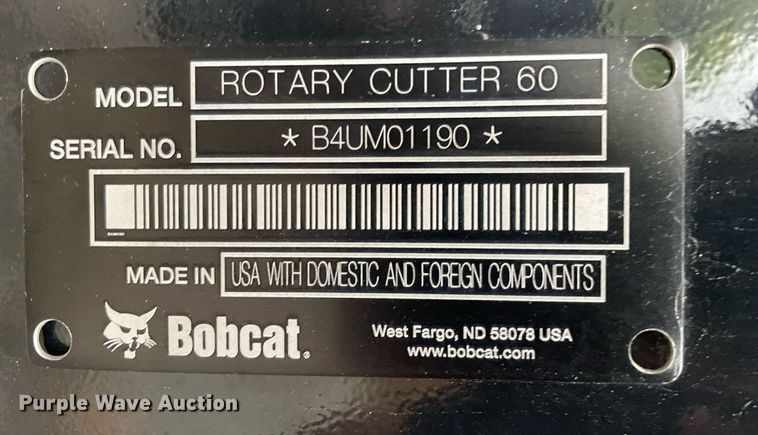 MODEL ROTARY CUTTER 60
SERIAL NO. * B4UM01190 *
MADE IN USA WITH DOMESTIC AND FOREIGN COMPONENTS
Bobcat.
West Fargo, ND 58078 USA
www.bobcat.com
Purple Wave Auction